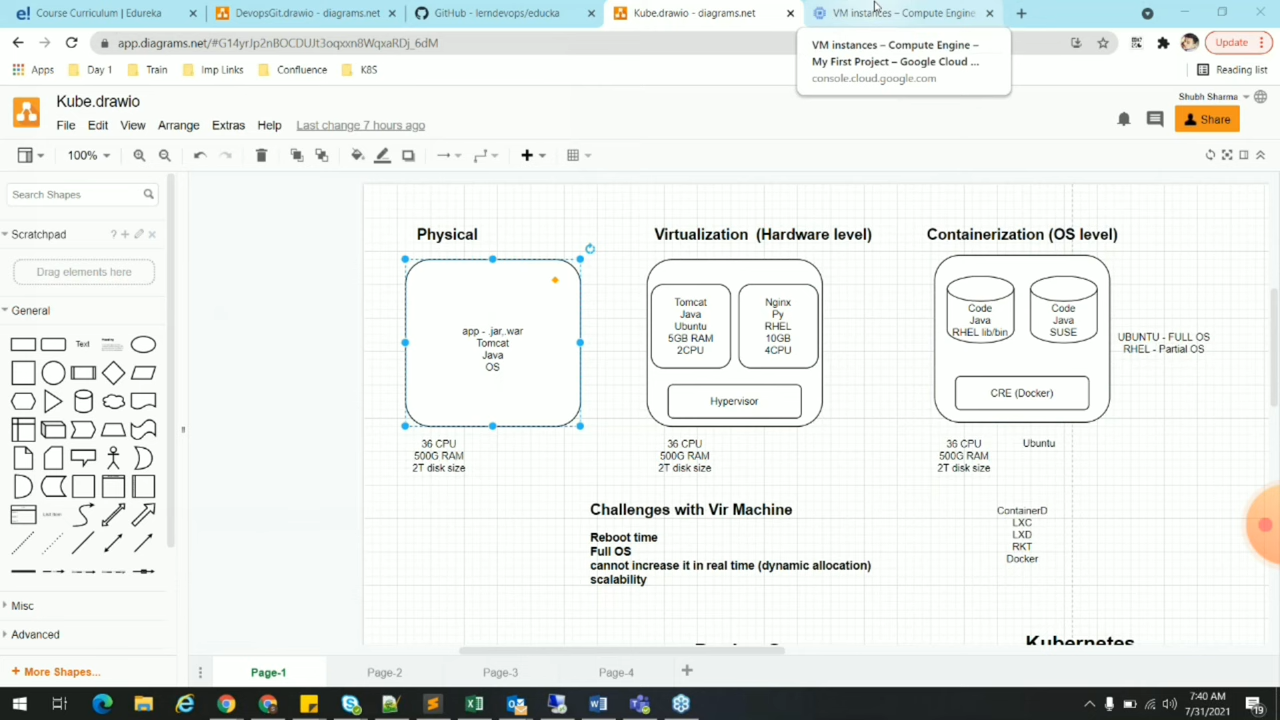 Course Curriculum | Edureka
DevopsGit.drawio - diagrams.net
GitHub - lerndevops/educka
Kube.drawio - diagrams.net
VM instances – Compute Engine
app.diagrams.net/#G14yrJp2nBOCDUJt3oqxxn8WqxaRDj_6dM
Update
VM instances – Compute Engine –
My First Project – Google Cloud ...
console.cloud.google.com
Apps
Day 1
Train
Imp Links
Confluence
K8S
Reading list
Kube.drawio
Shubh Sharma
File
Edit
View
Arrange
Extras
Help
Last change 7 hours ago
Share
100%
Search Shapes
Scratchpad
Drag elements here
General
Text
Misc
Advanced
+ More Shapes...
Physical
app - .jar,.war
Tomcat
Java
OS
36 CPU
500G RAM
2T disk size
Virtualization (Hardware level)
Tomcat
Java
Ubuntu
5GB RAM
2CPU
Nginx
Py
RHEL
10GB
4CPU
Hypervisor
36 CPU
500G RAM
2T disk size
Containerization (OS level)
Code
Java
RHEL lib/bin
Code
Java
SUSE
CRE (Docker)
UBUNTU - FULL OS
RHEL - Partial OS
36 CPU
500G RAM
2T disk size
Ubuntu
Challenges with Vir Machine
Reboot time
Full OS
cannot increase it in real time (dynamic allocation)
scalability
ContainerD
LXC
LXD
RKT
Docker
Kubernetes
Page-1
Page-2
Page-3
Page-4
7:40 AM
7/31/2021
19